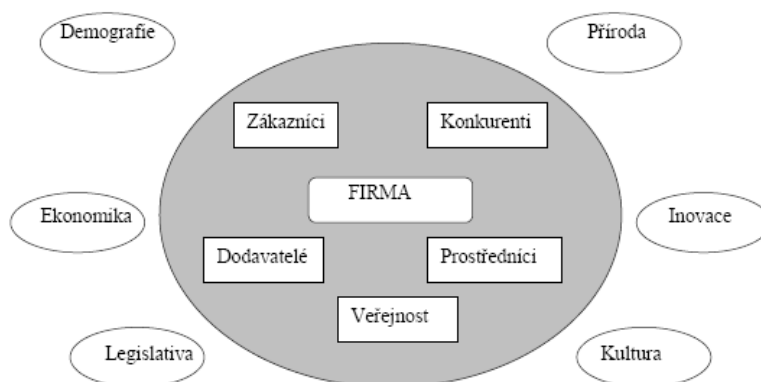 Demografie
Příroda
Zákazníci
Konkurenti
FIRMA
Ekonomika
Inovace
Dodavatelé
Prostředníci
Veřejnost
Legislativa
Kultura